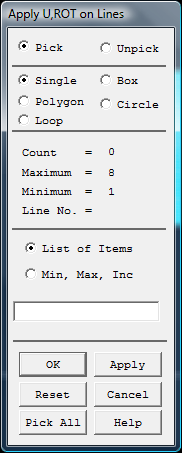 Apply U,ROT on Lines
Pick Unpick
Single Box
Polygon Circle
Loop
Count = 0
Maximum = 8
Minimum = 1
Line No. =
List of Items
Min, Max, Inc
OK Apply
Reset Cancel
Pick All Help